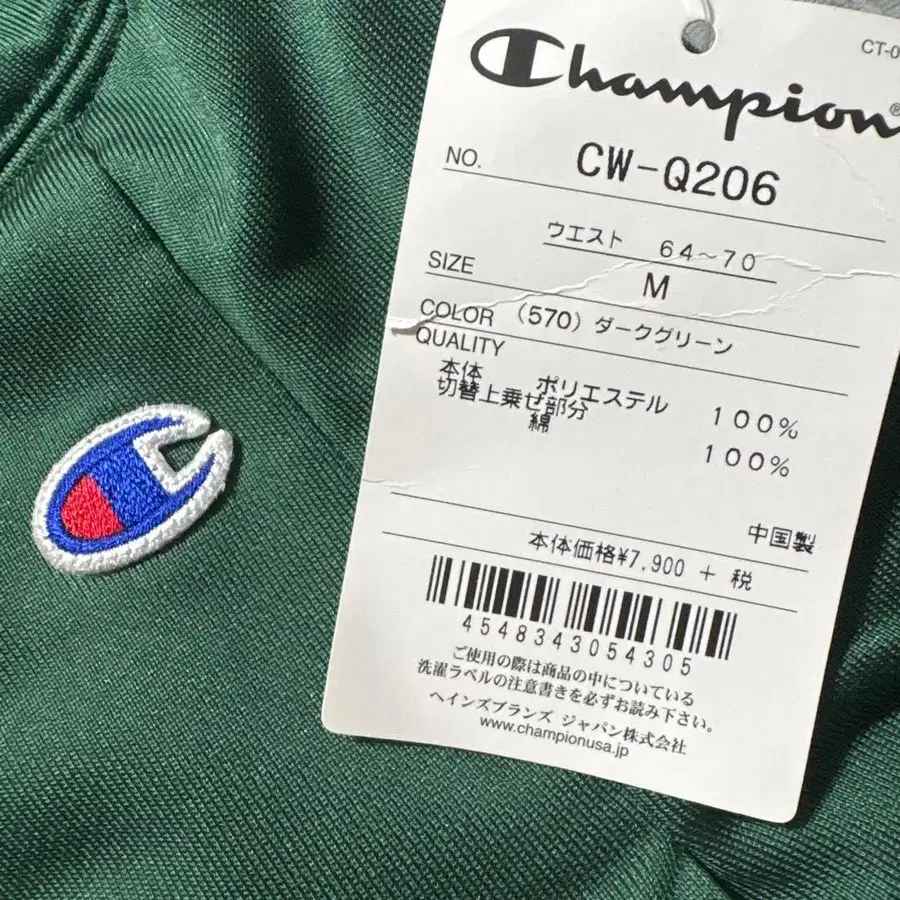 CT-0
Champion®
NO. CW-Q206
ウエスト 64～70
SIZE M
COLOR (570) ダークグリーン
QUALITY
本体 ポリエステル 100%
切替上乗せ部分
綿 100%
中国製
本体価格¥7,900 + 税
4548343054305
ご使用の際は商品の中についている
洗濯ラベルの注意書きを必ずお読み下さい。
ヘインズブランズ ジャパン株式会社
www.championusa.jp